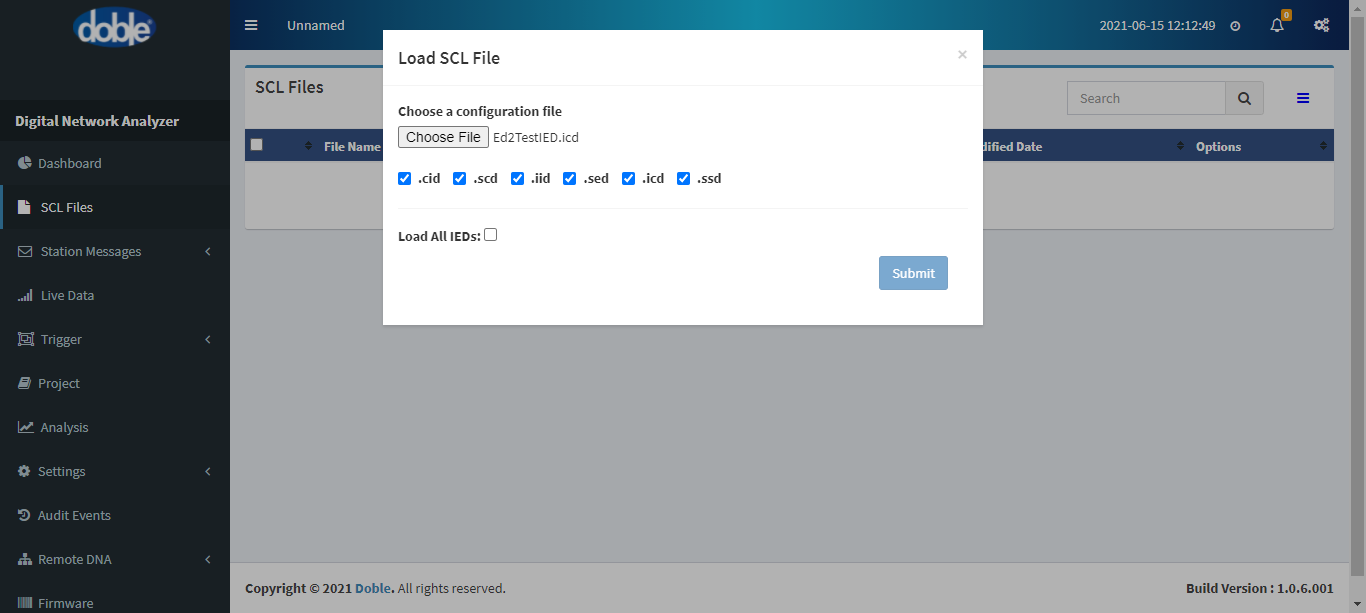 doble
Unnamed
2021-06-15 12:12:49
0
Digital Network Analyzer
Dashboard
SCL Files
Station Messages
Live Data
Trigger
Project
Analysis
Settings
Audit Events
Remote DNA
Firmware
SCL Files
Search
File Name
dified Date
Options
Load SCL File
×
Choose a configuration file
Choose File Ed2TestIED.icd
.cid .scd .iid .sed .icd .ssd
Load All IEDs:
Submit
Copyright © 2021 Doble. All rights reserved.
Build Version : 1.0.6.001